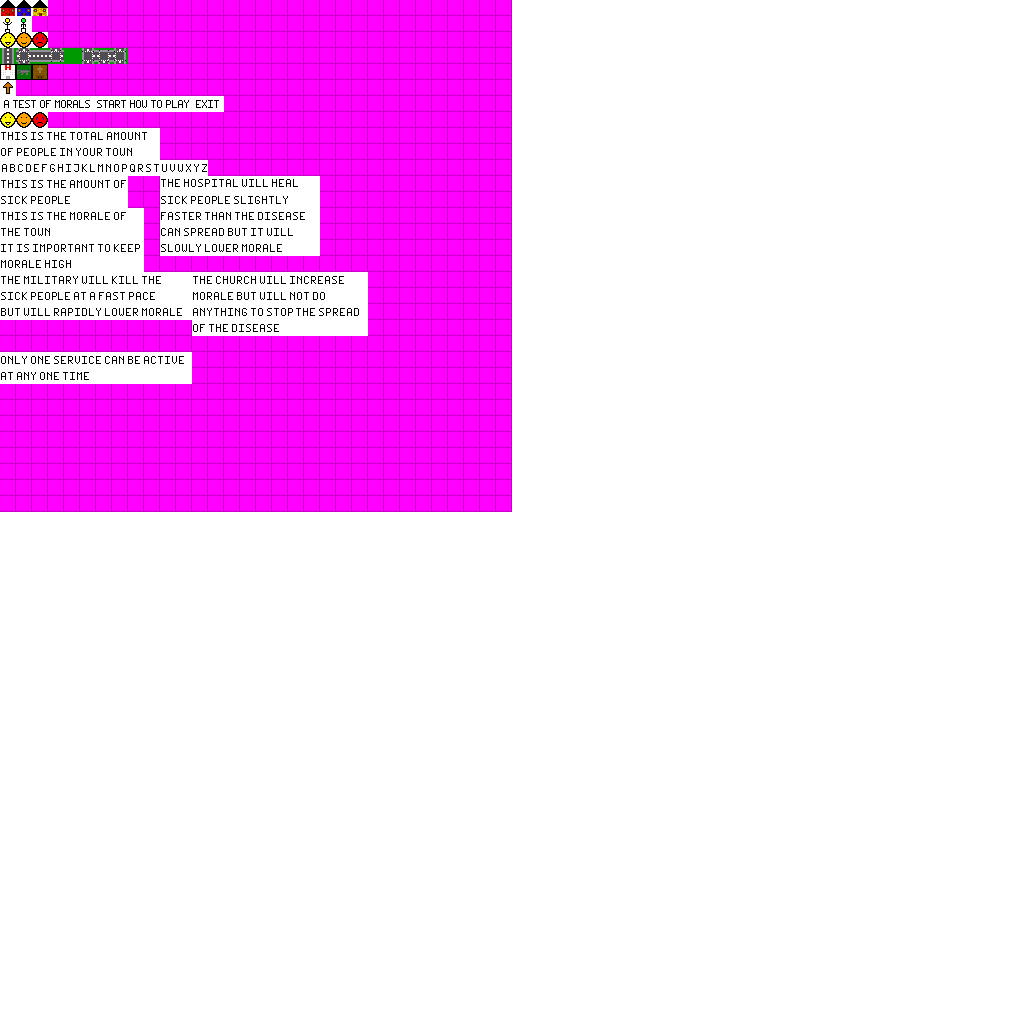 A TEST OF MORALS START HOW TO PLAY EXIT
THIS IS THE TOTAL AMOUNT
OF PEOPLE IN YOUR TOWN
ABCDEFGHIJKLMNOPQRSTUVWXYZ
THIS IS THE AMOUNT OF
SICK PEOPLE
THE HOSPITAL WILL HEAL
SICK PEOPLE SLIGHTLY
FASTER THAN THE DISEASE
CAN SPREAD BUT IT WILL
SLOWLY LOWER MORALE
THIS IS THE MORALE OF
THE TOWN
IT IS IMPORTANT TO KEEP
MORALE HIGH
THE MILITARY WILL KILL THE
SICK PEOPLE AT A FAST PACE
BUT WILL RAPIDLY LOWER MORALE
THE CHURCH WILL INCREASE
MORALE BUT WILL NOT DO
ANYTHING TO STOP THE SPREAD
OF THE DISEASE
ONLY ONE SERVICE CAN BE ACTIVE
AT ANY ONE TIME